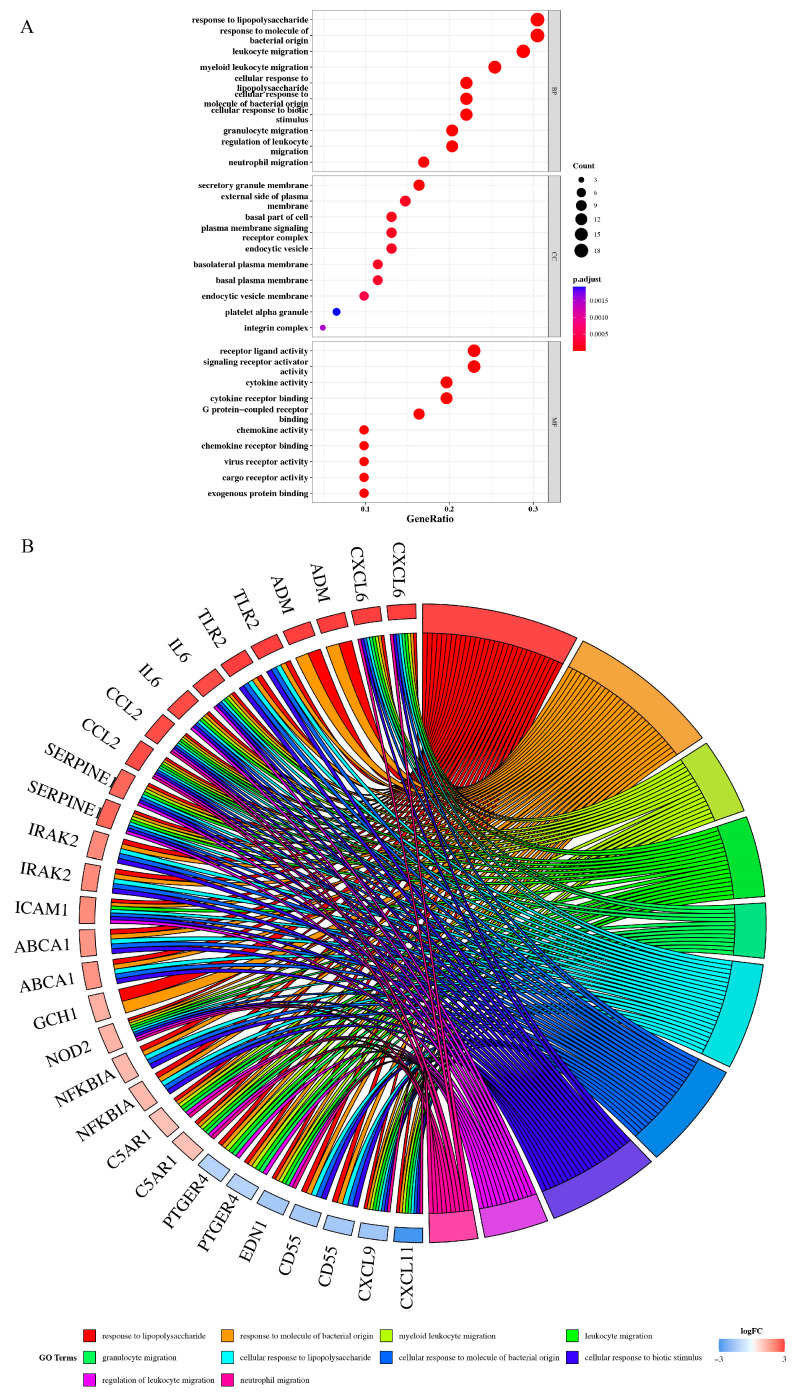 A
response to lipopolysaccharide
response to molecule of
bacterial origin
leukocyte migration
myeloid leukocyte migration
cellular response to
lipopolysaccharide
cellular response to
molecule of bacterial origin
cellular response to biotic
stimulus
granulocyte migration
regulation of leukocyte
migration
neutrophil migration
BP
secretory granule membrane
external side of plasma
membrane
basal part of cell
plasma membrane signaling
receptor complex
endocytic vesicle
basolateral plasma membrane
basal plasma membrane
endocytic vesicle membrane
platelet alpha granule
integrin complex
CC
receptor ligand activity
signaling receptor activator
activity
cytokine activity
cytokine receptor binding
G protein−coupled receptor
binding
chemokine activity
chemokine receptor binding
virus receptor activity
cargo receptor activity
exogenous protein binding
MF
0.1 0.2 0.3
GeneRatio
Count
3
6
9
12
15
18
p.adjust
0.0015
0.0010
0.0005
B
CXCL6
CXCL6
ADM
ADM
TLR2
TLR2
IL6
IL6
CCL2
CCL2
SERPINE1
SERPINE1
IRAK2
IRAK2
ICAM1
ABCA1
ABCA1
GCH1
NOD2
NFKBIA
NFKBIA
C5AR1
C5AR1
PTGER4
PTGER4
EDN1
CD55
CD55
CXCL9
CXCL11
GO Terms
response to lipopolysaccharide
response to molecule of bacterial origin
myeloid leukocyte migration
leukocyte migration
granulocyte migration
cellular response to lipopolysaccharide
cellular response to molecule of bacterial origin
cellular response to biotic stimulus
regulation of leukocyte migration
neutrophil migration
logFC
−3 3